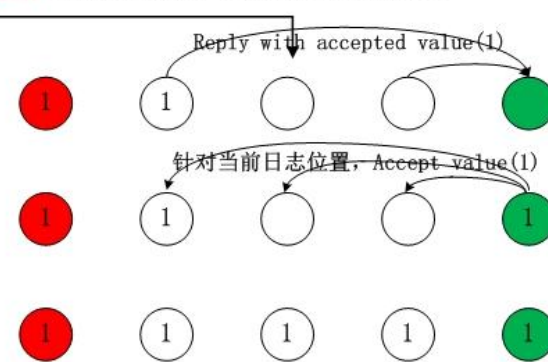 Reply with accepted value(1)
1 1
针对当前日志位置，Accept value(1)
1 1 1
1 1 1 1 1